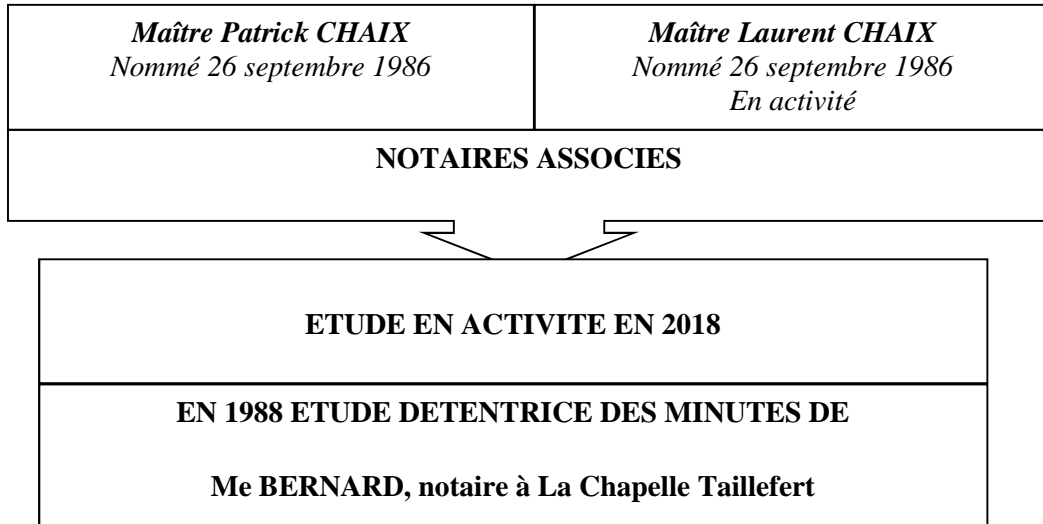 Maître Patrick CHAIX
Nommé 26 septembre 1986
Maître Laurent CHAIX
Nommé 26 septembre 1986
En activité
NOTAIRES ASSOCIES
ETUDE EN ACTIVITE EN 2018
EN 1988 ETUDE DETENTRICE DES MINUTES DE
Me BERNARD, notaire à La Chapelle Taillefert